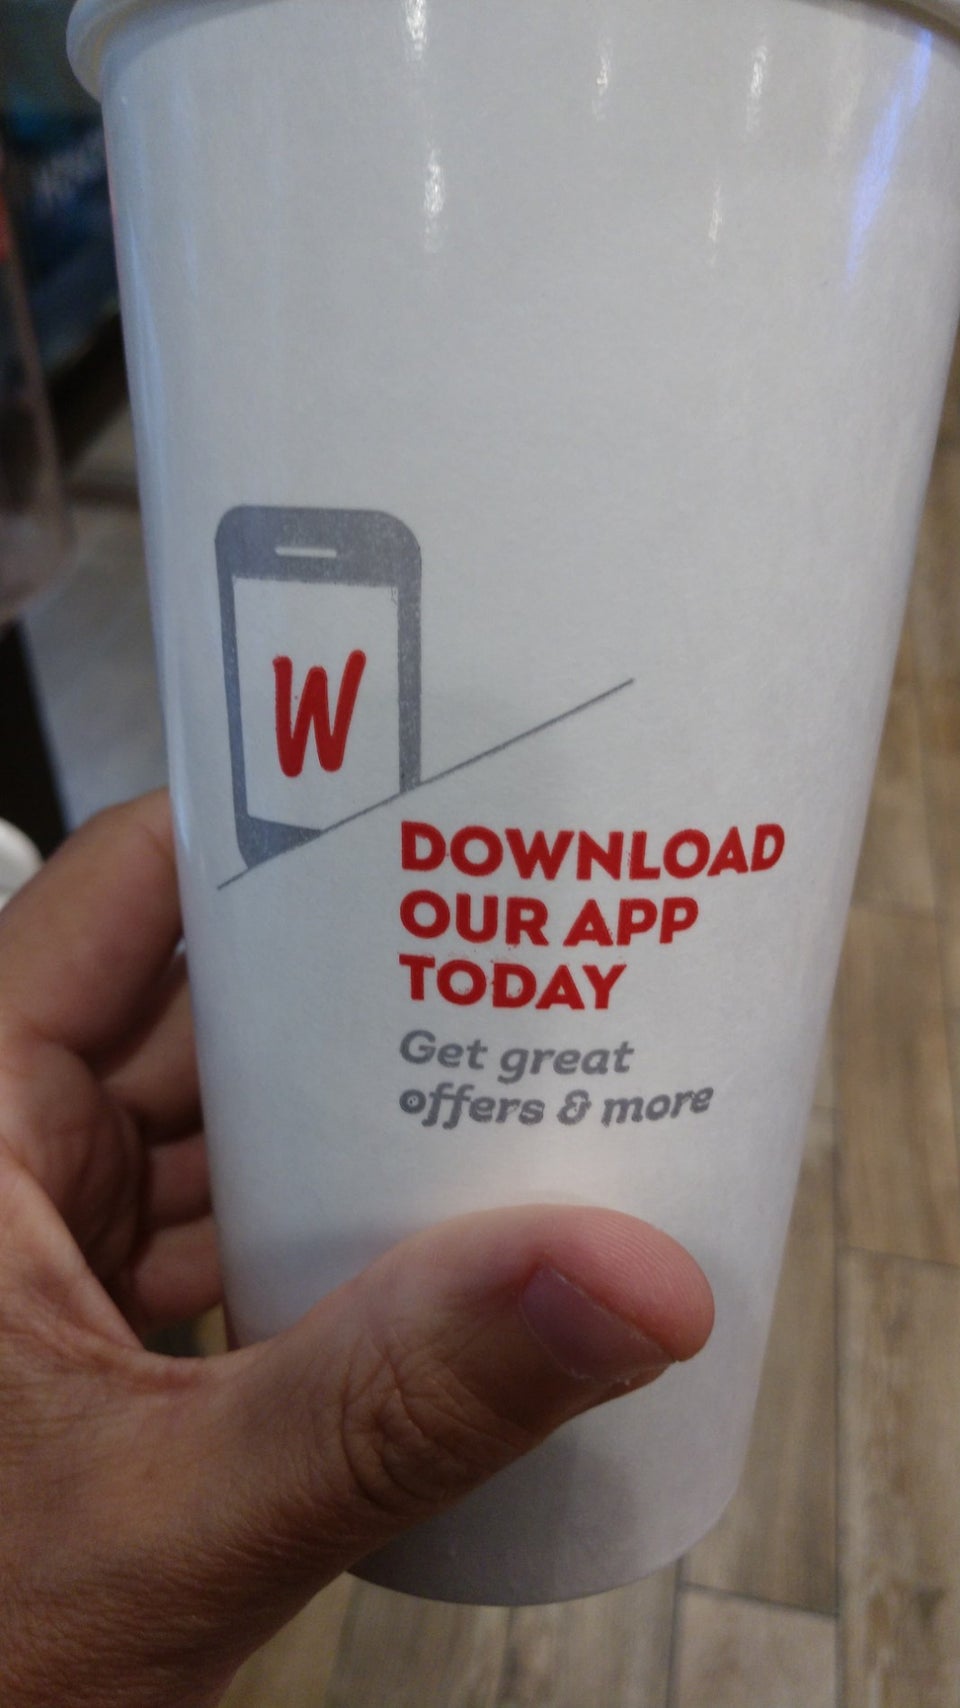 W
DOWNLOAD
OUR APP
TODAY
Get great
offers & more